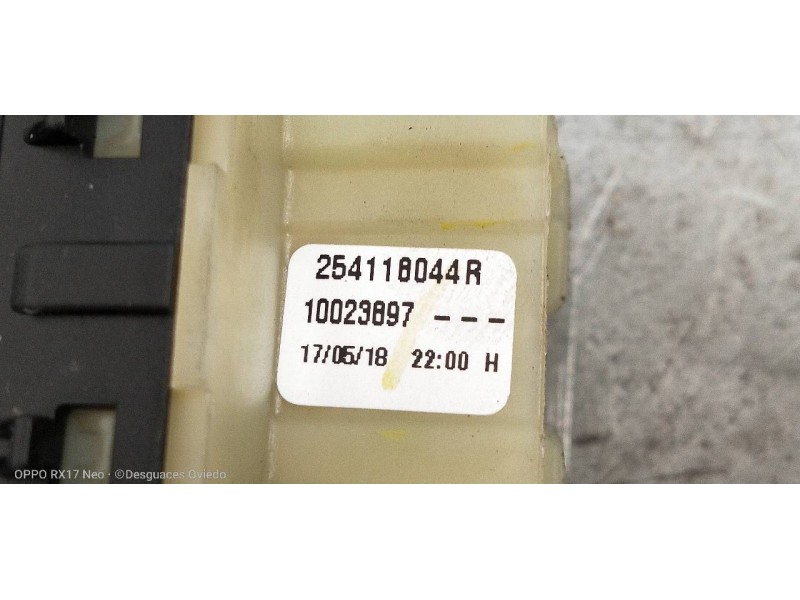 254118044R
10023897 ---
17/05/18 22:00 H
OPPO RX17 Neo · ©Desguaces Oviedo